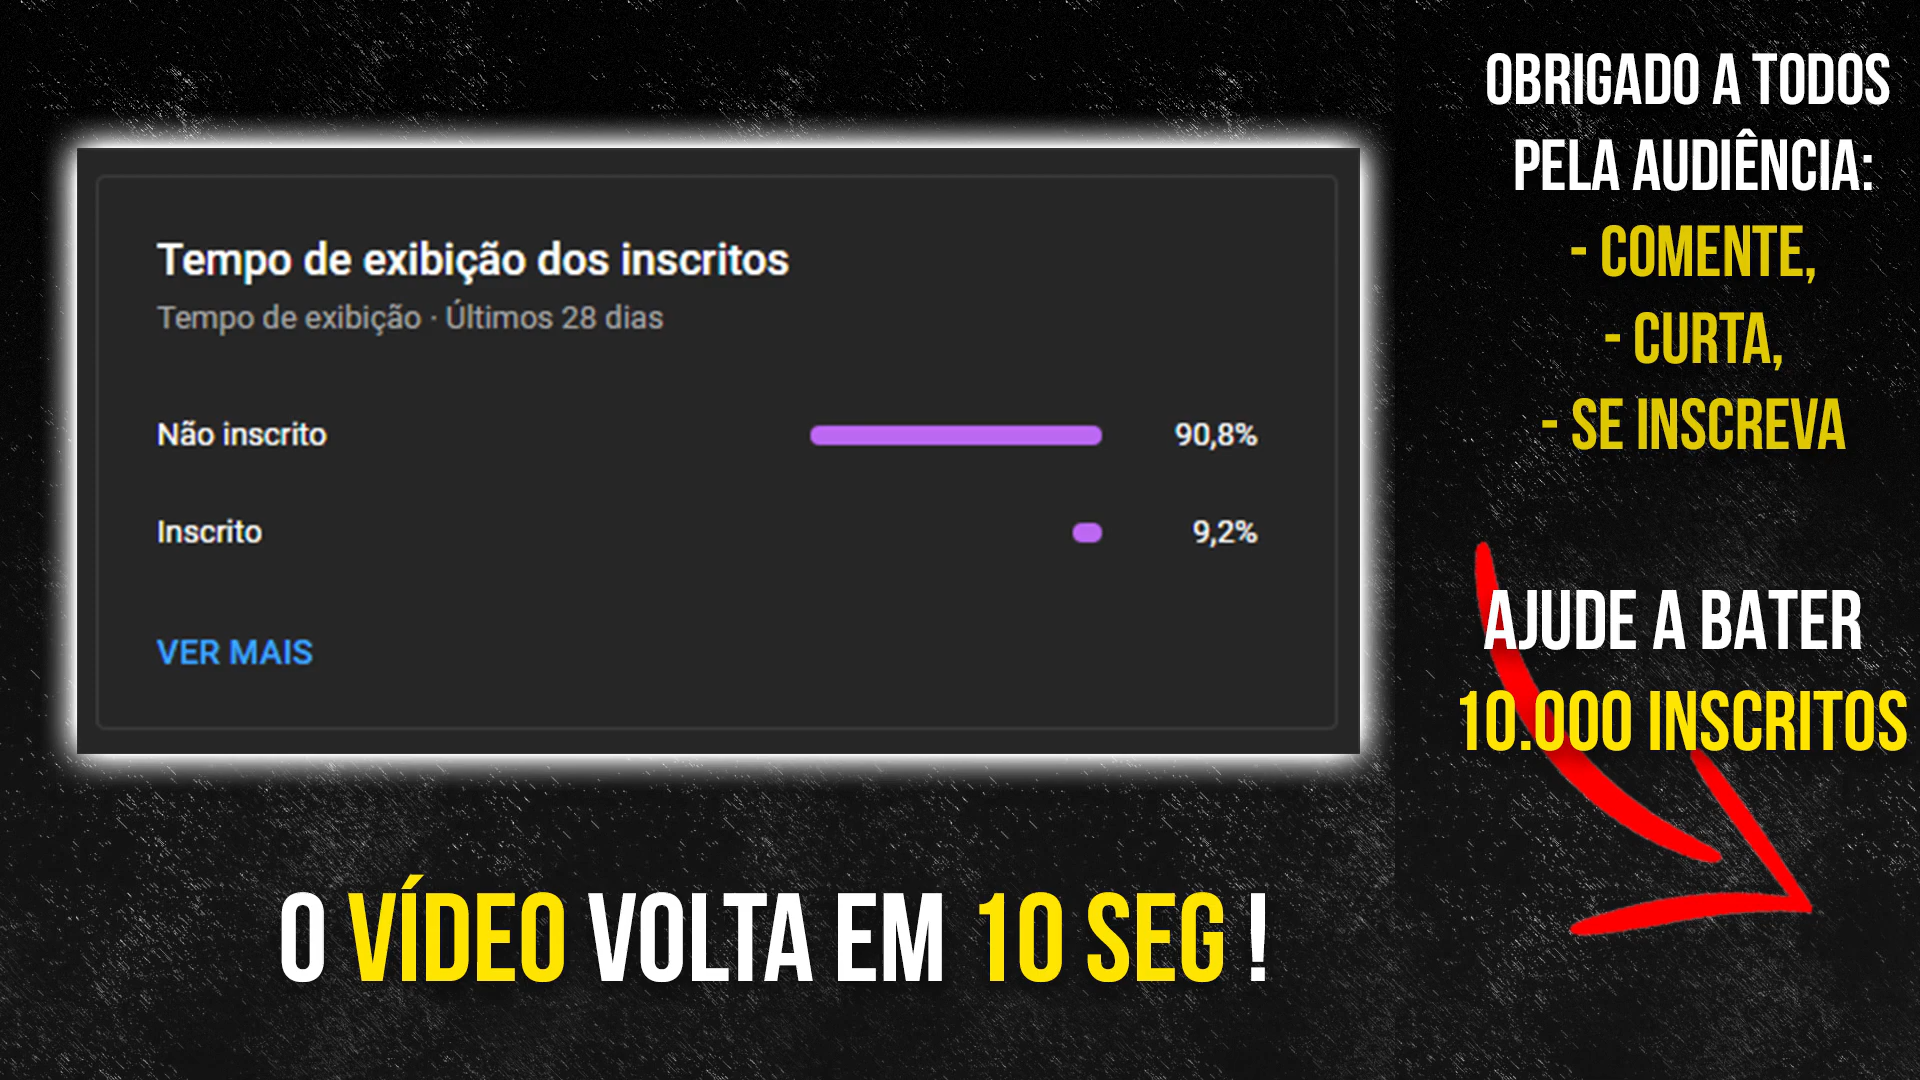 Tempo de exibição dos inscritos
Tempo de exibição · Últimos 28 dias
Não inscrito 90,8%
Inscrito 9,2%
VER MAIS
OBRIGADO A TODOS
PELA AUDIÊNCIA:
- COMENTE,
- CURTA,
- SE INSCREVA
AJUDE A BATER
10.000 INSCRITOS
O VÍDEO VOLTA EM 10 SEG !